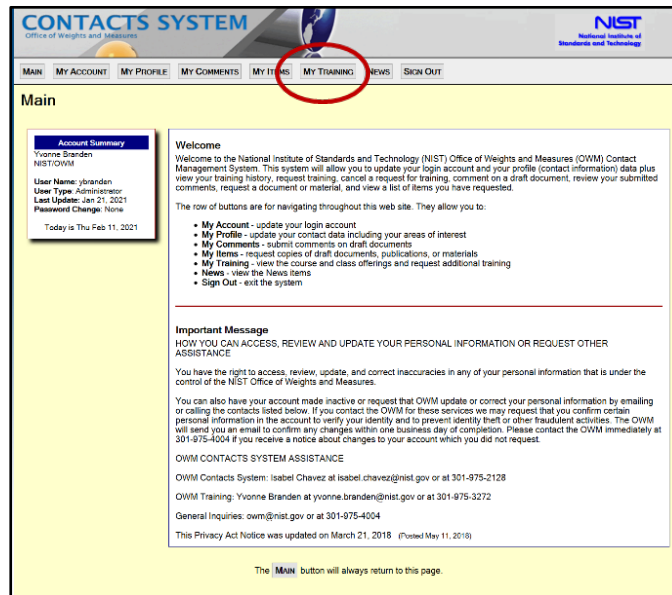 CONTACTS SYSTEM
Office of Weights and Measures
NIST
National Institute of
Standards and Technology
MAIN MY ACCOUNT MY PROFILE MY COMMENTS MY ITEMS MY TRAINING NEWS SIGN OUT
Main
Account Summary
Yvonne Branden
NIST/OWM
User Name: ybranden
User Type: Administrator
Last Update: Jan 21, 2021
Password Change: None
Today is Thu Feb 11, 2021
Welcome
Welcome to the National Institute of Standards and Technology (NIST) Office of Weights and Measures (OWM) Contact
Management System. This system will allow you to update your login account and your profile (contact information) data plus
view your training history, request training, cancel a request for training, comment on a draft document, review your submitted
comments, request a document or material, and view a list of items you have requested.
The row of buttons are for navigating throughout this web site. They allow you to:
• My Account - update your login account
• My Profile - update your contact data including your areas of interest
• My Comments - submit comments on draft documents
• My Items - request copies of draft documents, publications, or materials
• My Training - view the course and class offerings and request additional training
• News - view the News items
• Sign Out - exit the system
Important Message
HOW YOU CAN ACCESS, REVIEW AND UPDATE YOUR PERSONAL INFORMATION OR REQUEST OTHER
ASSISTANCE
You have the right to access, review, update, and correct inaccuracies in any of your personal information that is under the
control of the NIST Office of Weights and Measures.
You can also have your account made inactive or request that OWM update or correct your personal information by emailing
or calling the contacts listed below. If you contact the OWM for these services we may request that you confirm certain
personal information in the account to verify your identity and to prevent identity theft or other fraudulent activities. The OWM
will send you an email to confirm any changes within one business day of completion. Please contact the OWM immediately at
301-975-4004 if you receive a notice about changes to your account which you did not request.
OWM CONTACTS SYSTEM ASSISTANCE
OWM Contacts System: Isabel Chavez at isabel.chavez@nist.gov or at 301-975-2128
OWM Training: Yvonne Branden at yvonne.branden@nist.gov or at 301-975-3272
General Inquiries: owm@nist.gov or at 301-975-4004
This Privacy Act Notice was updated on March 21, 2018 (Posted May 11, 2018)
The MAIN button will always return to this page.